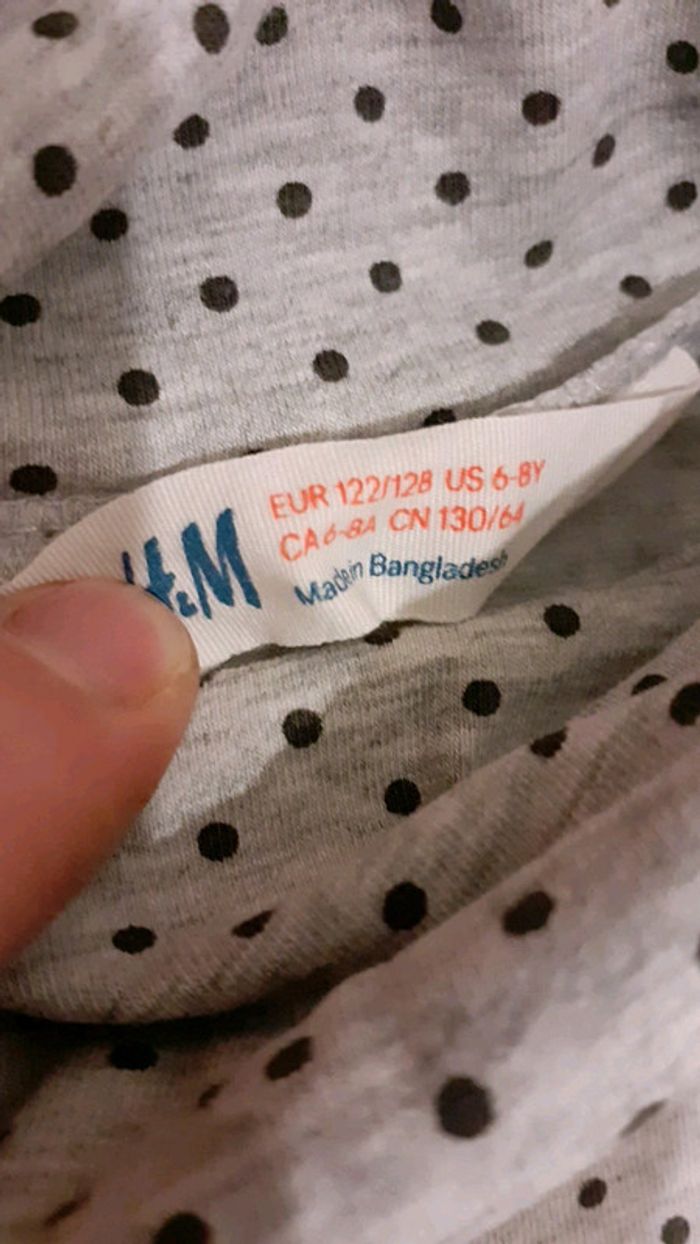 H&M
EUR 122/128 US 6-8Y
CA 6-8A CN 130/64
Made in Bangladesh